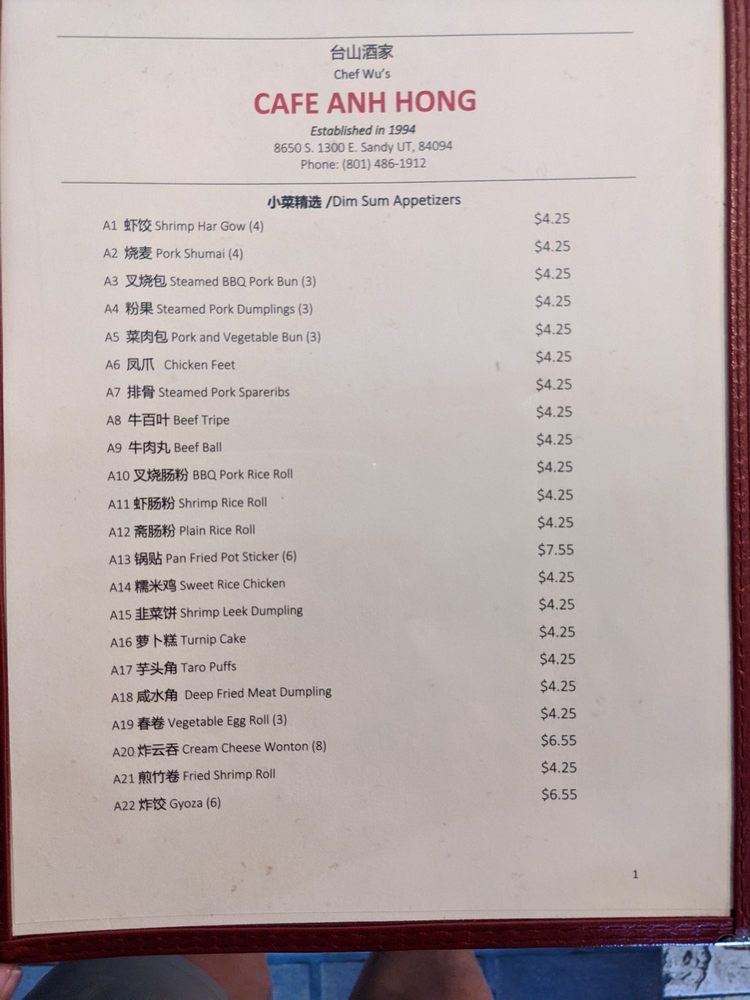 台山酒家
Chef Wu's
CAFE ANH HONG
Established in 1994
8650 S. 1300 E. Sandy UT, 84094
Phone: (801) 486-1912
小菜精选 /Dim Sum Appetizers
A1 虾饺 Shrimp Har Gow (4) $4.25
A2 烧麦 Pork Shumai (4) $4.25
A3 叉烧包 Steamed BBQ Pork Bun (3) $4.25
A4 粉果 Steamed Pork Dumplings (3) $4.25
A5 菜肉包 Pork and Vegetable Bun (3) $4.25
A6 凤爪 Chicken Feet $4.25
A7 排骨 Steamed Pork Spareribs $4.25
A8 牛百叶 Beef Tripe $4.25
A9 牛肉丸 Beef Ball $4.25
A10 叉烧肠粉 BBQ Pork Rice Roll $4.25
A11 虾肠粉 Shrimp Rice Roll $4.25
A12 斋肠粉 Plain Rice Roll $4.25
A13 锅贴 Pan Fried Pot Sticker (6) $7.55
A14 糯米鸡 Sweet Rice Chicken $4.25
A15 韭菜饼 Shrimp Leek Dumpling $4.25
A16 萝卜糕 Turnip Cake $4.25
A17 芋头角 Taro Puffs $4.25
A18 咸水角 Deep Fried Meat Dumpling $4.25
A19 春卷 Vegetable Egg Roll (3) $4.25
A20 炸云吞 Cream Cheese Wonton (8) $6.55
A21 煎竹卷 Fried Shrimp Roll $4.25
A22 炸饺 Gyoza (6) $6.55
1